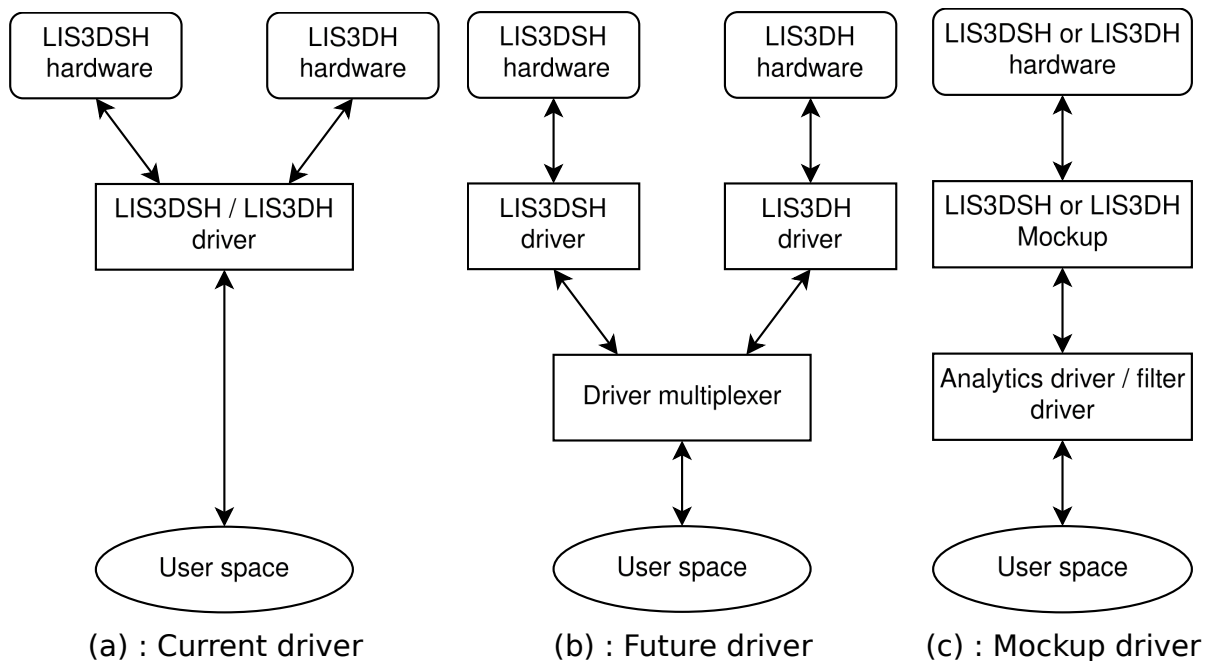 LIS3DSH
hardware
LIS3DH
hardware
LIS3DSH / LIS3DH
driver
User space
(a) : Current driver
LIS3DSH
hardware
LIS3DH
hardware
LIS3DSH
driver
LIS3DH
driver
Driver multiplexer
User space
(b) : Future driver
LIS3DSH or LIS3DH
hardware
LIS3DSH or LIS3DH
Mockup
Analytics driver / filter
driver
User space
(c) : Mockup driver